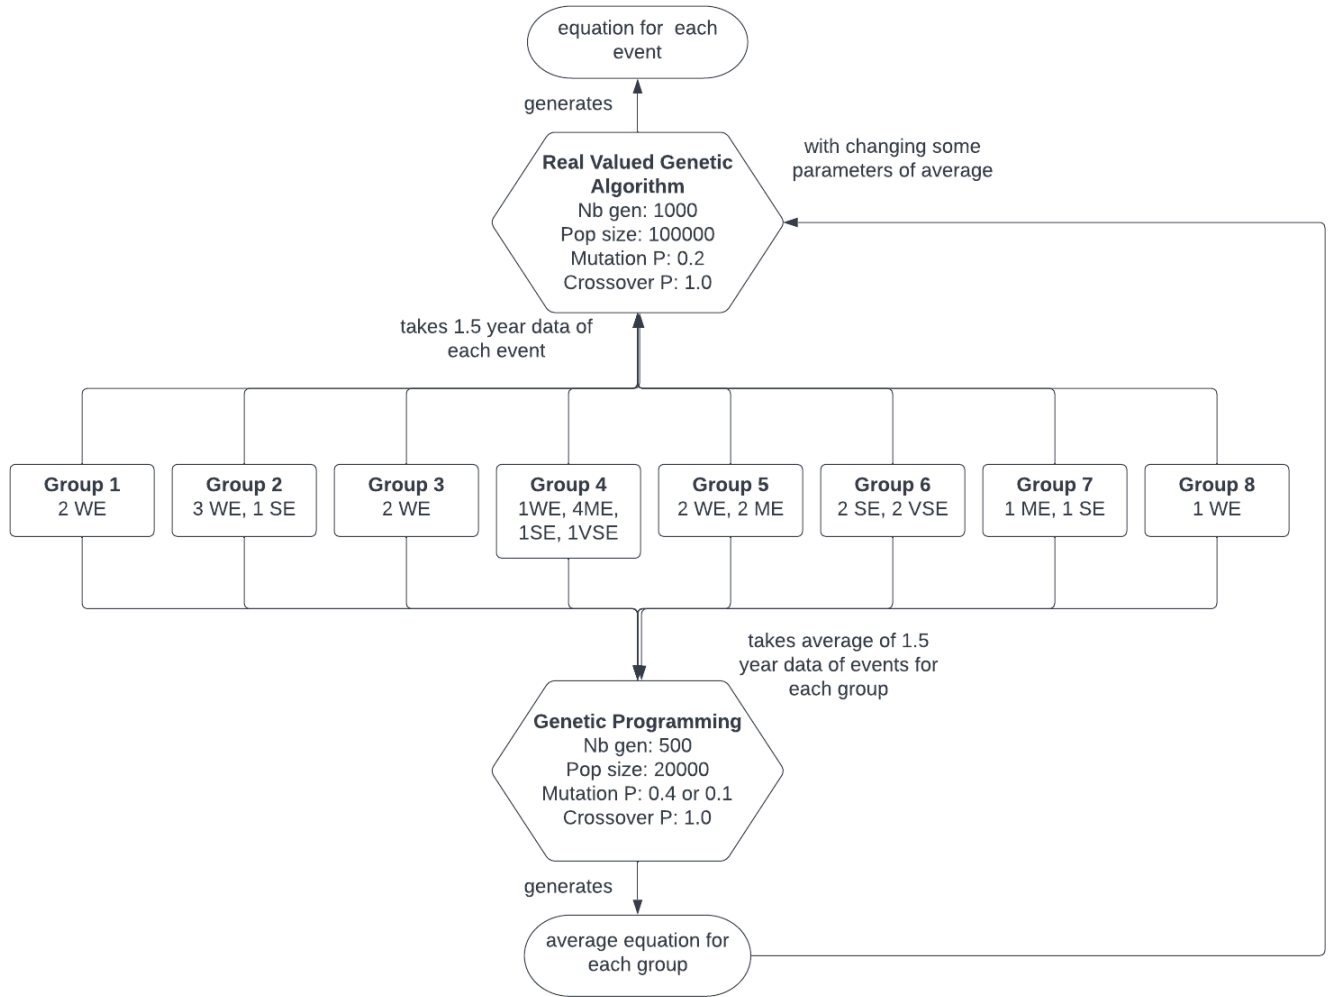 equation for each
event
generates
with changing some
parameters of average
Real Valued Genetic
Algorithm
Nb gen: 1000
Pop size: 100000
Mutation P: 0.2
Crossover P: 1.0
takes 1.5 year data of
each event
Group 1
2 WE
Group 2
3 WE, 1 SE
Group 3
2 WE
Group 4
1WE, 4ME,
1SE, 1VSE
Group 5
2 WE, 2 ME
Group 6
2 SE, 2 VSE
Group 7
1 ME, 1 SE
Group 8
1 WE
takes average of 1.5
year data of events for
each group
Genetic Programming
Nb gen: 500
Pop size: 20000
Mutation P: 0.4 or 0.1
Crossover P: 1.0
generates
average equation for
each group